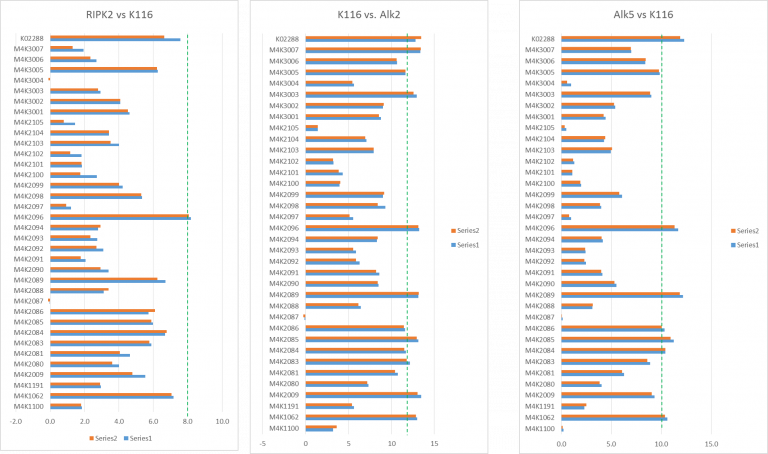 RIPK2 vs K116
K02288
M4K3007
M4K3006
M4K3005
M4K3004
M4K3003
M4K3002
M4K3001
M4K2105
M4K2104
M4K2103
M4K2102
M4K2101
M4K2100
M4K2099
M4K2098
M4K2097
M4K2096
M4K2094
M4K2093
M4K2092
M4K2091
M4K2090
M4K2089
M4K2088
M4K2087
M4K2086
M4K2085
M4K2084
M4K2083
M4K2081
M4K2080
M4K2009
M4K1191
M4K1062
M4K1100
0.0 2.0 4.0 6.0 8.0 10.0
Series2 Series1
K116 vs. Alk2
K02288
M4K3007
M4K3006
M4K3005
M4K3004
M4K3003
M4K3002
M4K3001
M4K2105
M4K2104
M4K2103
M4K2102
M4K2101
M4K2100
M4K2099
M4K2098
M4K2097
M4K2096
M4K2094
M4K2093
M4K2092
M4K2091
M4K2090
M4K2089
M4K2088
M4K2087
M4K2086
M4K2085
M4K2084
M4K2083
M4K2081
M4K2080
M4K2009
M4K1191
M4K1062
M4K1100
-5 0 5 10 15
Series2
Series1
Alk5 vs K116
K02288
M4K3007
M4K3006
M4K3005
M4K3004
M4K3003
M4K3002
M4K3001
M4K2105
M4K2104
M4K2103
M4K2102
M4K2101
M4K2100
M4K2099
M4K2098
M4K2097
M4K2096
M4K2094
M4K2093
M4K2092
M4K2091
M4K2090
M4K2089
M4K2088
M4K2087
M4K2086
M4K2085
M4K2084
M4K2083
M4K2081
M4K2080
M4K2009
M4K1191
M4K1062
M4K1100
0.0 5.0 10.0 15.0
Series2
Series1